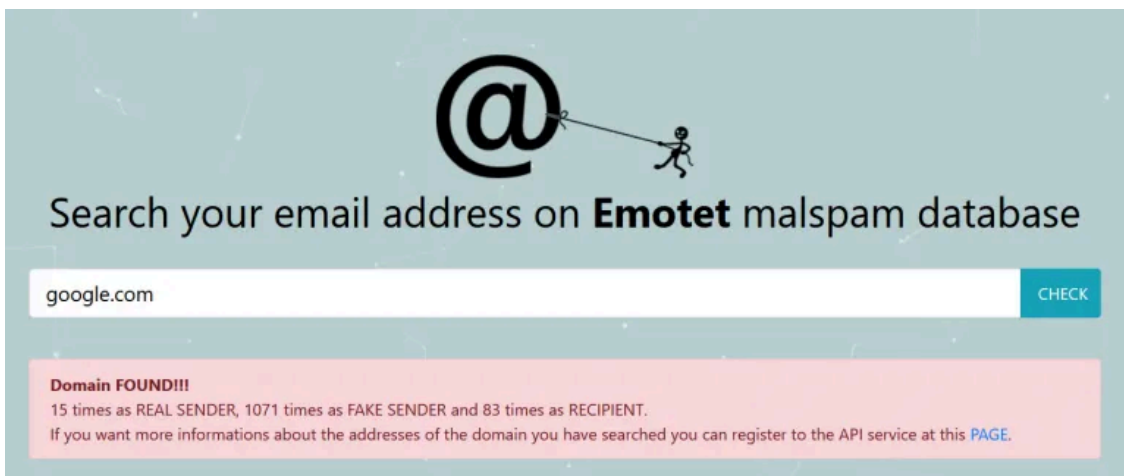 @
Search your email address on Emotet malspam database
google.com
CHECK
Domain FOUND!!!
15 times as REAL SENDER, 1071 times as FAKE SENDER and 83 times as RECIPIENT.
If you want more informations about the addresses of the domain you have searched you can register to the API service at this PAGE.